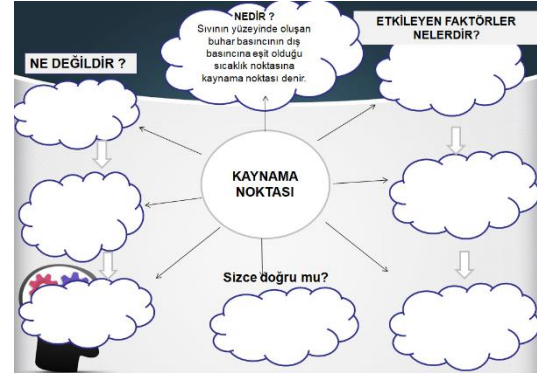 NEDİR ?
Sıvının yüzeyinde oluşan
buhar basıncının dış
basıncına eşit olduğu
sıcaklık noktasına
kaynama noktası denir.
ETKİLEYEN FAKTÖRLER
NELERDİR?
NE DEĞİLDİR ?
KAYNAMA
NOKTASI
Sizce doğru mu?